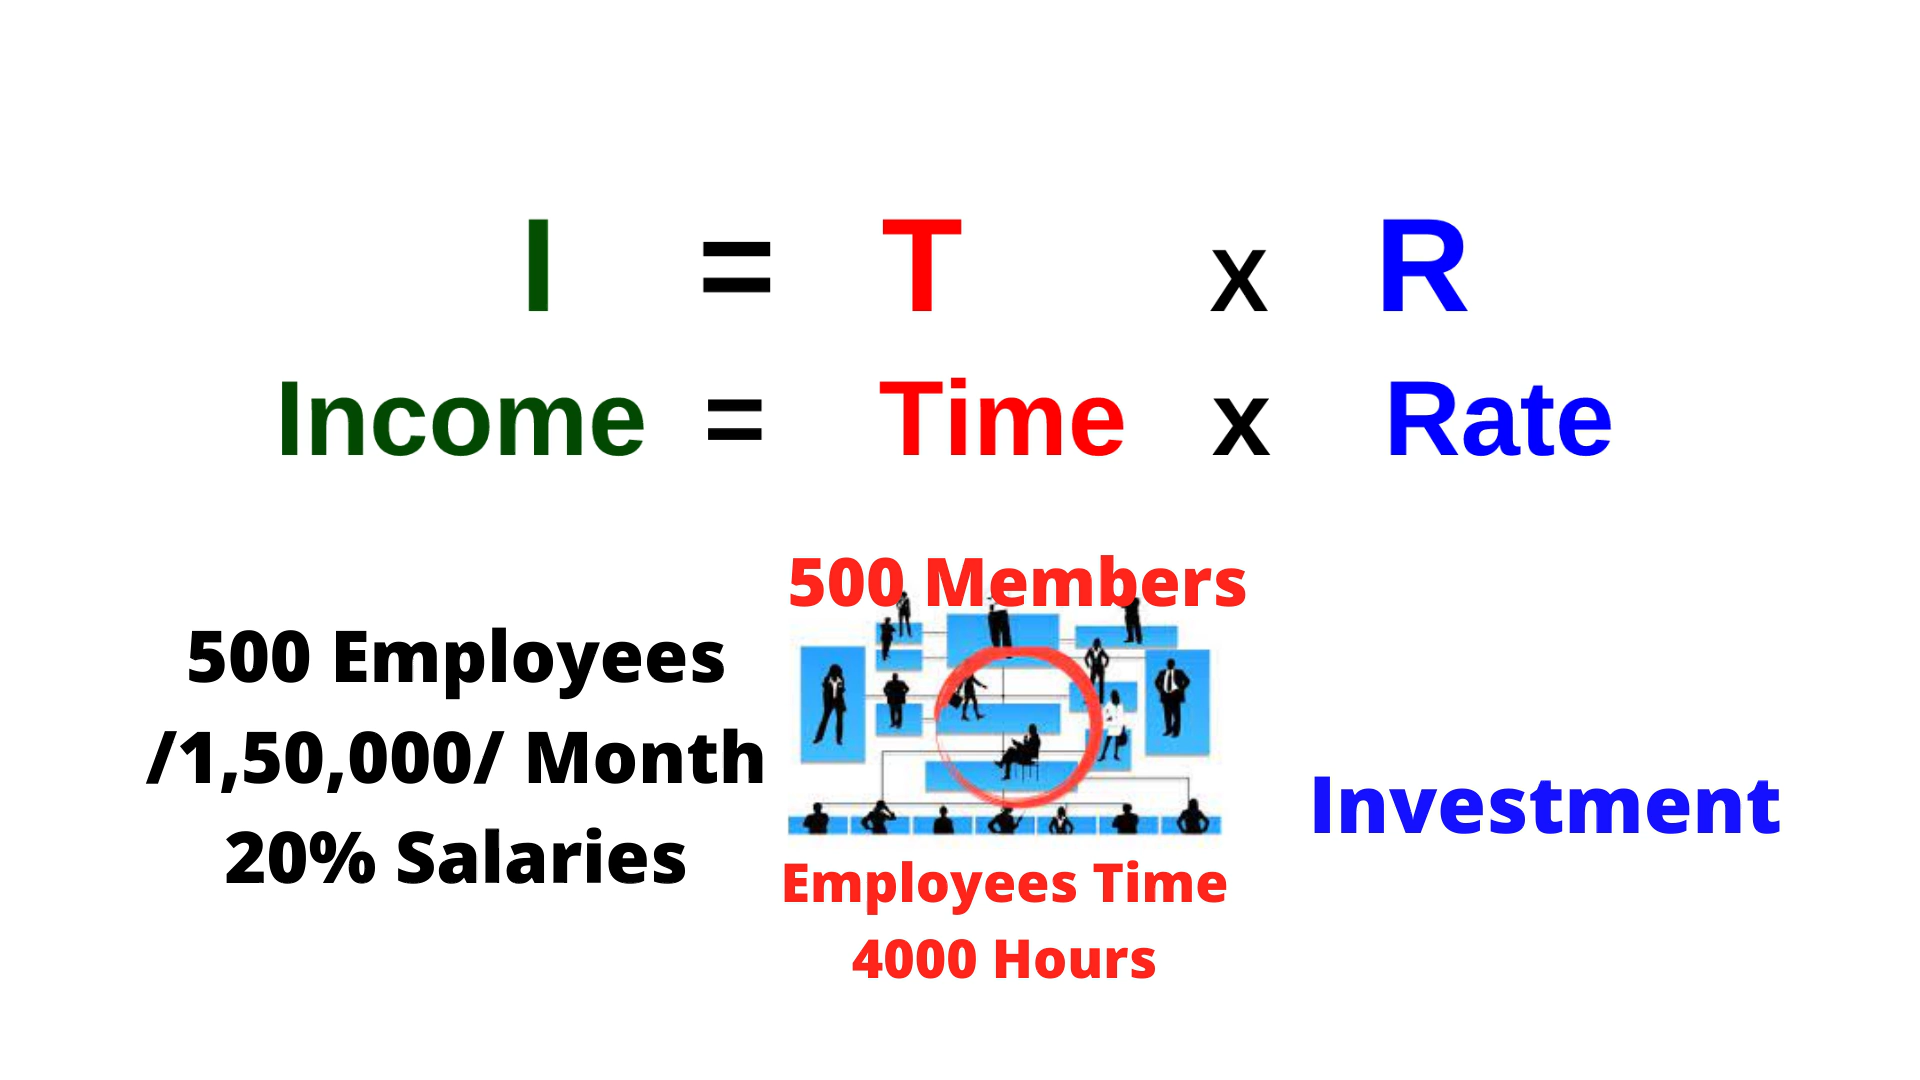 I = T x R
Income = Time x Rate
500 Employees
/1,50,000/ Month
20% Salaries
500 Members
Employees Time
4000 Hours
Investment